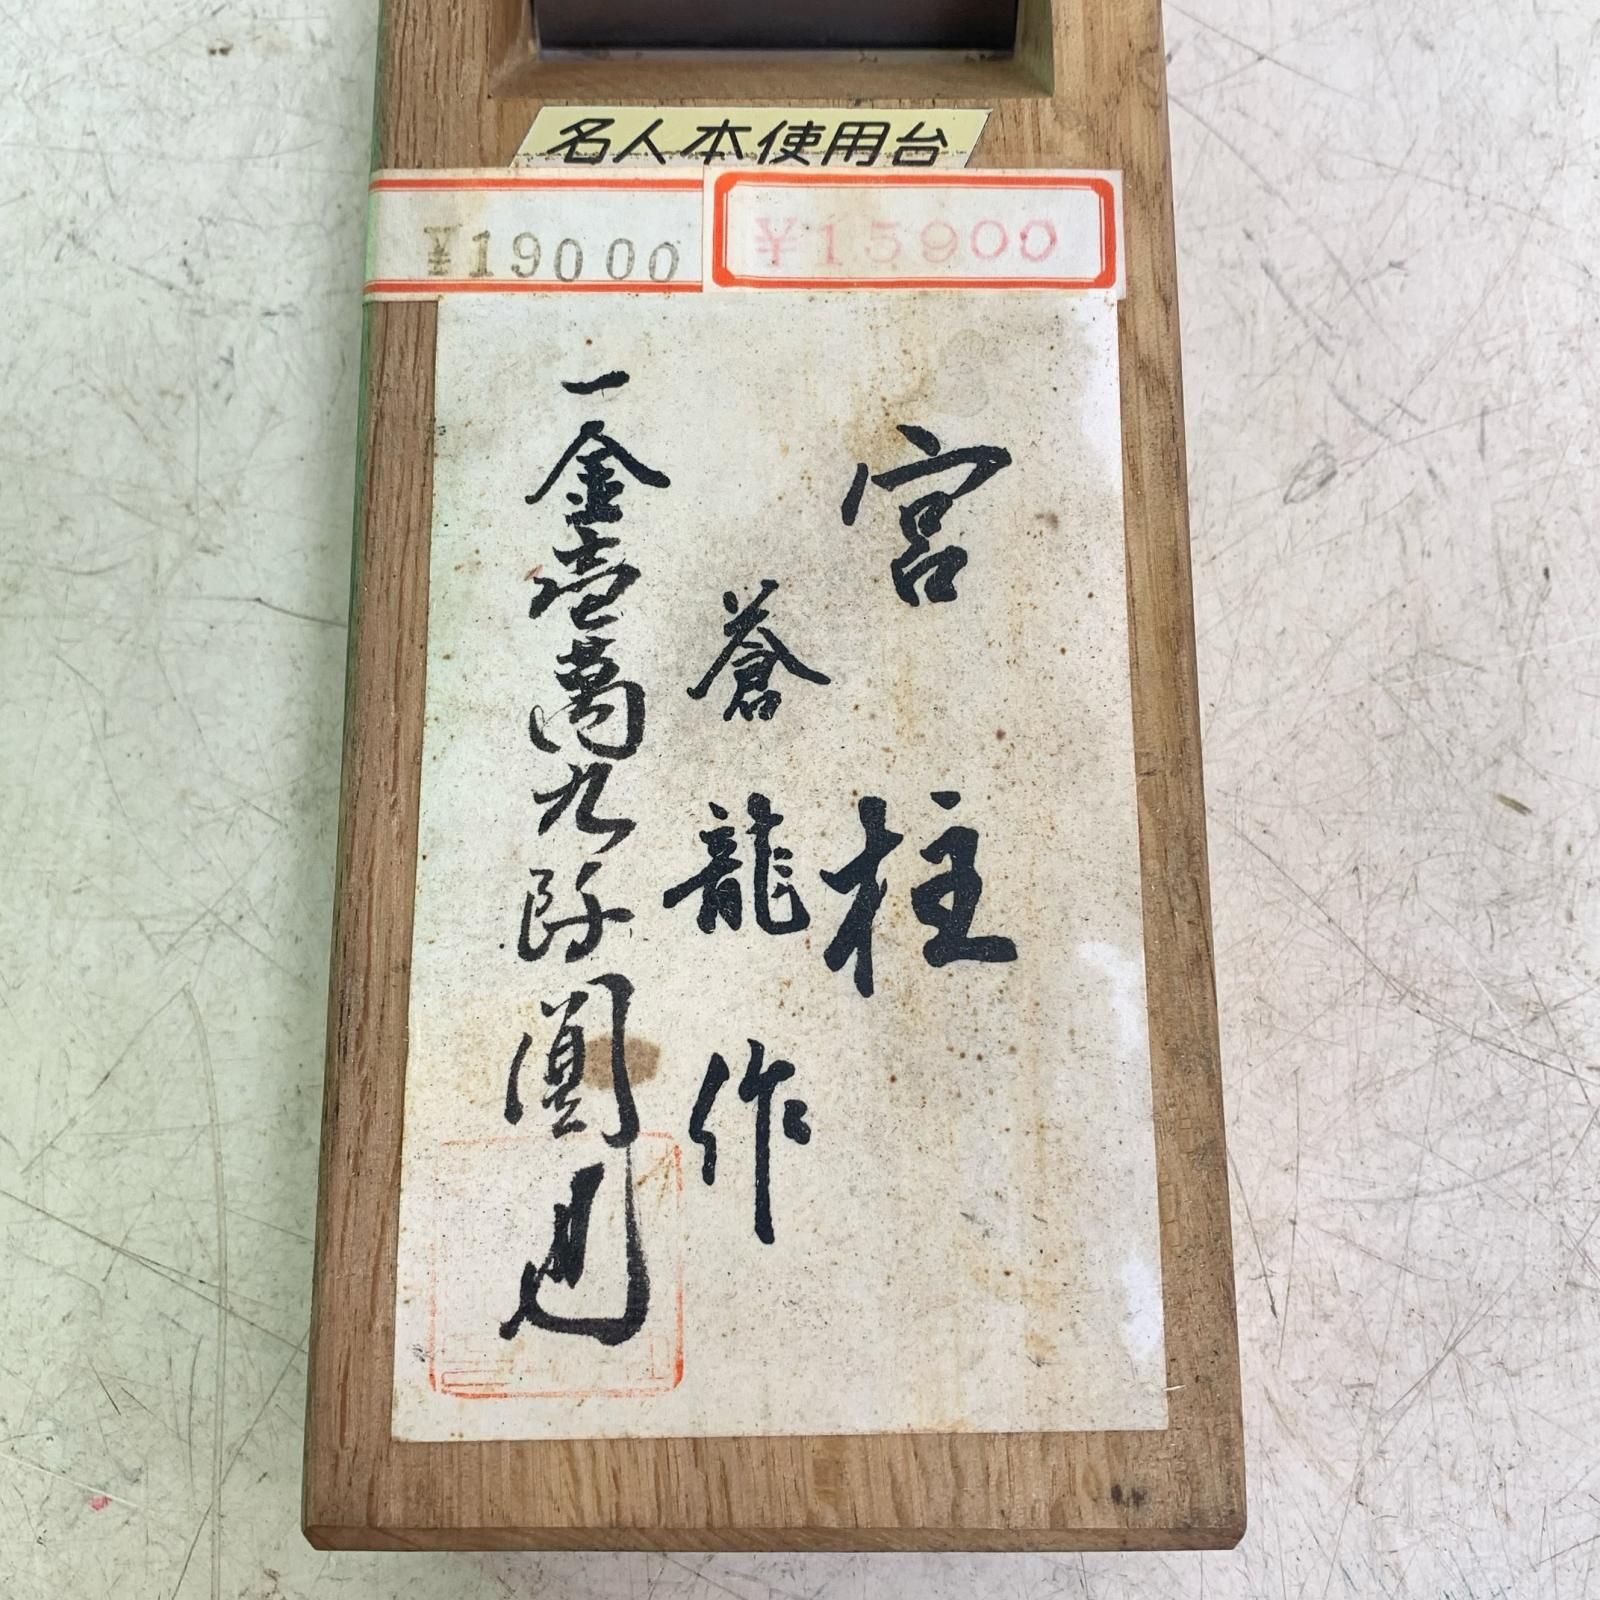 名人本使用台
¥19000
¥15900
宮柱
蒼龍作
一金壱萬九阡圓也